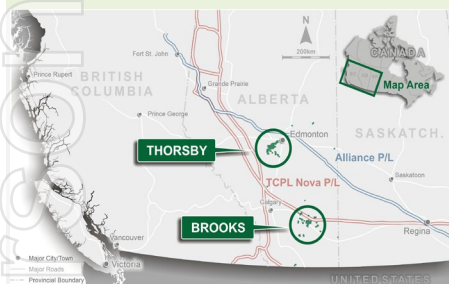 N
200km
CANADA
Map Area
Fort St. John
Prince Rupert
BRITISH
COLUMBIA
Grande Prairie
ALBERTA
Prince George
SASKATCH.
Edmonton
THORSBY
Alliance P/L
TCPL Nova P/L
Saskatoon
Calgary
BROOKS
Regina
Vancouver
Victoria
Major City/Town
Major Roads
Provincial Boundary
UNITED STATES